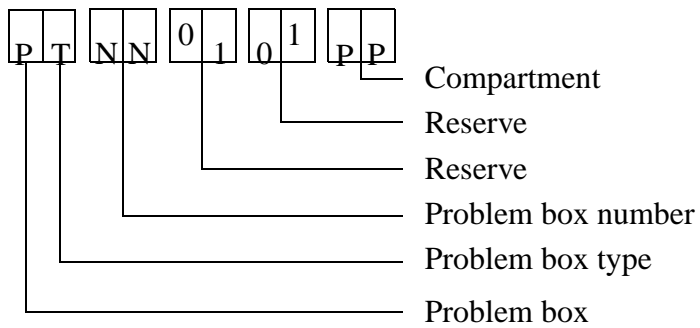 P T N N 0 1 0 1 P P
Compartment
Reserve
Reserve
Problem box number
Problem box type
Problem box